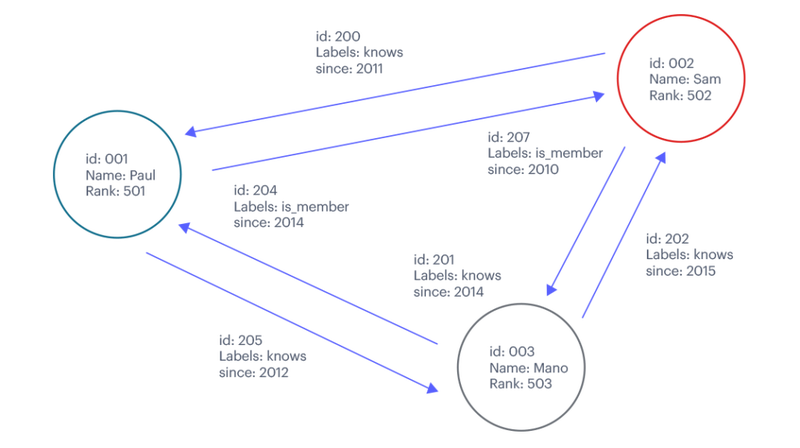 id: 200
Labels: knows
since: 2011
id: 002
Name: Sam
Rank: 502
id: 207
Labels: is_member
since: 2010
id: 001
Name: Paul
Rank: 501
id: 204
Labels: is_member
since: 2014
id: 202
Labels: knows
since: 2015
id: 201
Labels: knows
since: 2014
id: 205
Labels: knows
since: 2012
id: 003
Name: Mano
Rank: 503